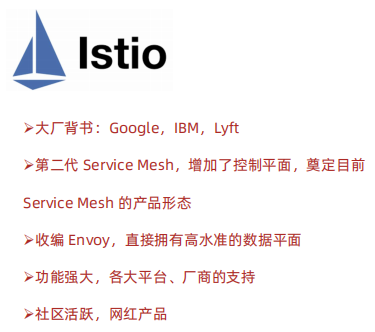 Istio
➢大厂背书：Google，IBM，Lyft
➢第二代 Service Mesh，增加了控制平面，奠定目前
Service Mesh 的产品形态
➢收编 Envoy，直接拥有高水准的数据平面
➢功能强大，各大平台、厂商的支持
➢社区活跃，网红产品